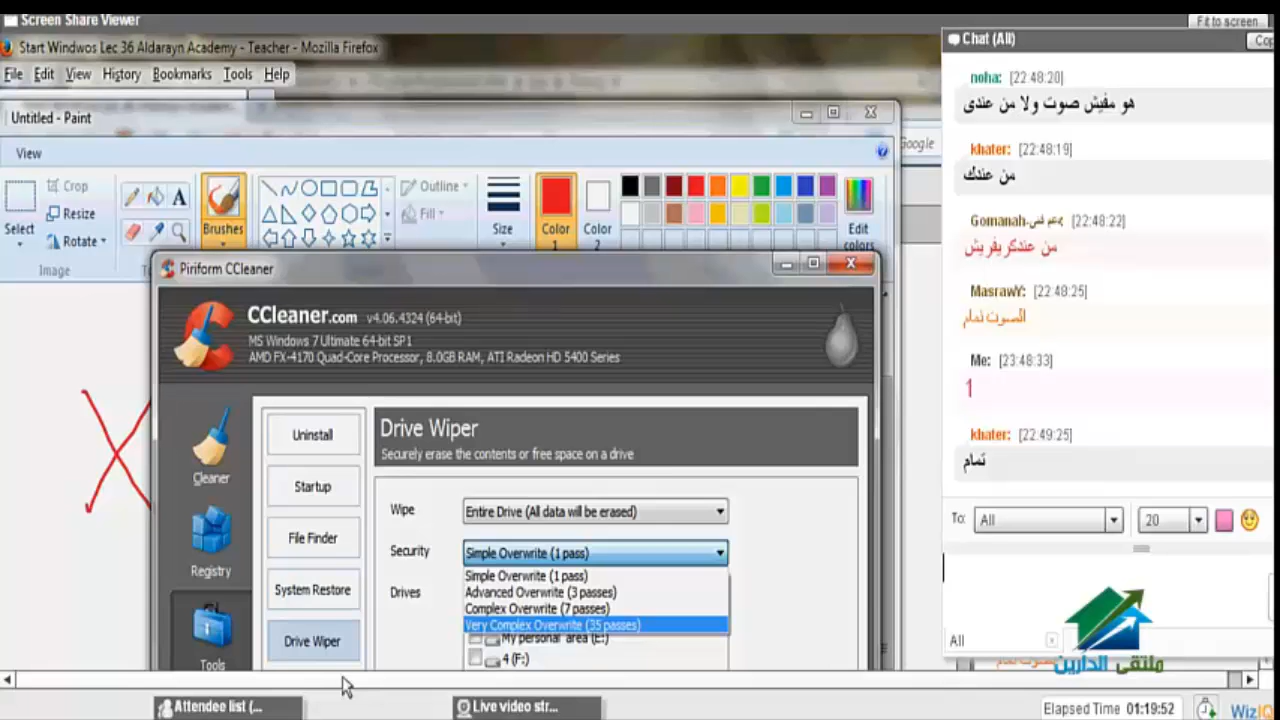 Screen Share Viewer
Fit to screen
Start Windwos Lec 36 Aldarayn Academy - Teacher - Mozilla Firefox
File Edit View History Bookmarks Tools Help
Untitled - Paint
Google
View
Crop
Resize
Rotate
Select
Image
Brushes
Outline
Fill
Size
Color 1
Color 2
Edit colors
Piriform CCleaner
CCleaner.com v4.06.4324 (64-bit)
MS Windows 7 Ultimate 64-bit SP1
AMD FX-4170 Quad-Core Processor, 8.0GB RAM, ATI Radeon HD 5400 Series
Cleaner
Registry
Tools
Uninstall
Startup
File Finder
System Restore
Drive Wiper
Drive Wiper
Securely erase the contents or free space on a drive
Wipe Entire Drive (All data will be erased)
Security Simple Overwrite (1 pass)
Simple Overwrite (1 pass)
Drives Advanced Overwrite (3 passes)
Complex Overwrite (7 passes)
Very Complex Overwrite (35 passes)
My personal area (E:)
4 (F:)
Chat (All)
noha: [22:48:20]
هو مفيش صوت ولا من عندى
khater: [22:48:19]
من عندك
Gomanah- [22:48:22]
MasrawY: [22:48:25]
الصوت تمام
Me: [23:48:33]
1
khater: [22:49:25]
تمام
To: All 20
All
ملتقى الدارين
Attendee list (...
Live video str...
Elapsed Time 01:19:52
WizIQ